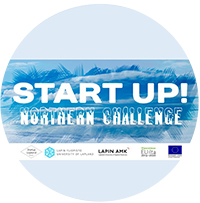 START UP!
NORTHERN CHALLENGE
LAPIN YLIOPISTO
UNIVERSITY OF LAPLAND
LAPIN AMK